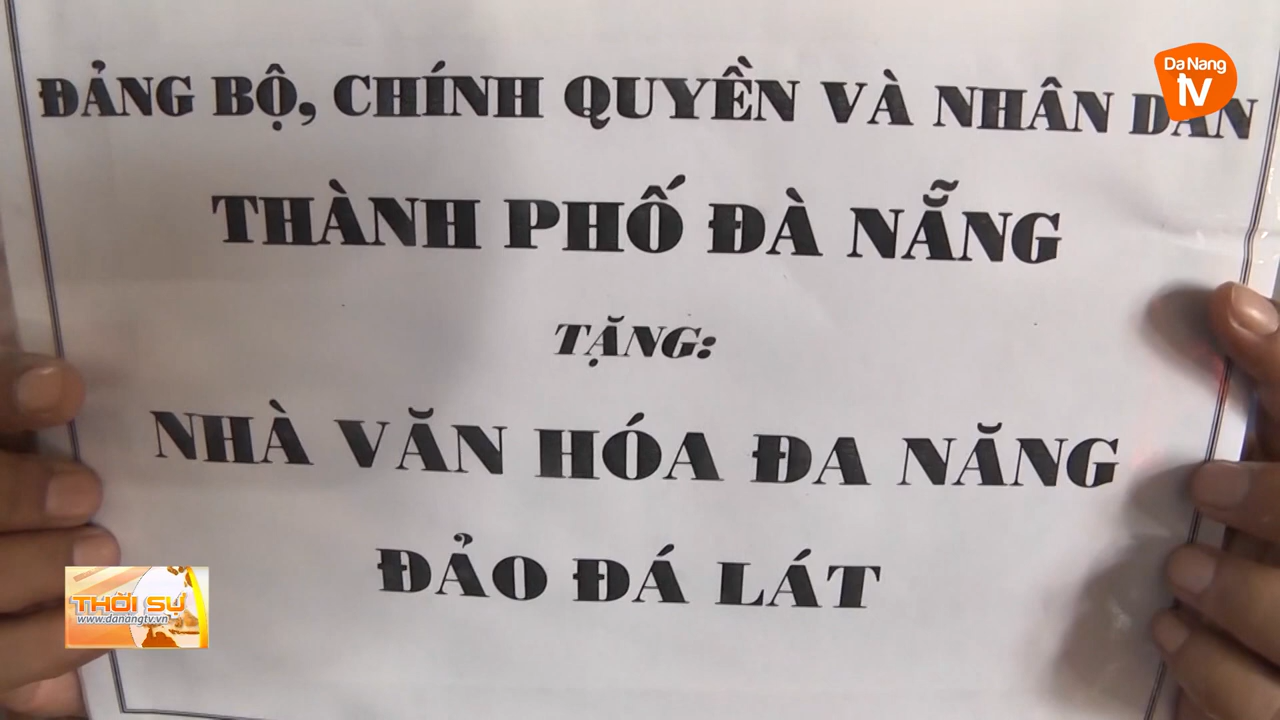 Da Nang
tv
ĐẢNG BỘ, CHÍNH QUYỀN VÀ NHÂN DÂN
THÀNH PHỐ ĐÀ NẴNG
TẶNG:
NHÀ VĂN HÓA ĐA NĂNG
ĐẢO ĐÁ LÁT
THỜI SỰ
www.danangtv.vn